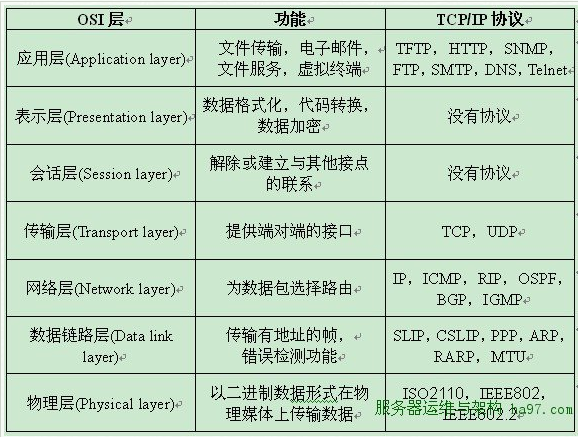 OSI 层 功能 TCP/IP 协议
应用层(Application layer) 文件传输，电子邮件， TFTP，HTTP，SNMP，
文件服务，虚拟终端 FTP，SMTP，DNS，Telnet
表示层(Presentation layer) 数据格式化，代码转换， 没有协议
数据加密
会话层(Session layer) 解除或建立与其他接点 没有协议
的联系
传输层(Transport layer) 提供端对端的接口 TCP，UDP
网络层(Network layer) 为数据包选择路由 IP，ICMP，RIP，OSPF，
BGP，IGMP
数据链路层(Data link 传输有地址的帧， SLIP，CSLIP，PPP，ARP，
layer) 错误检测功能 RARP，MTU
物理层(Physical layer) 以二进制数据形式在物 ISO2110，IEEE802，
理媒体上传输数据 IEEE802.2
服务器运维与架构 ha97.com